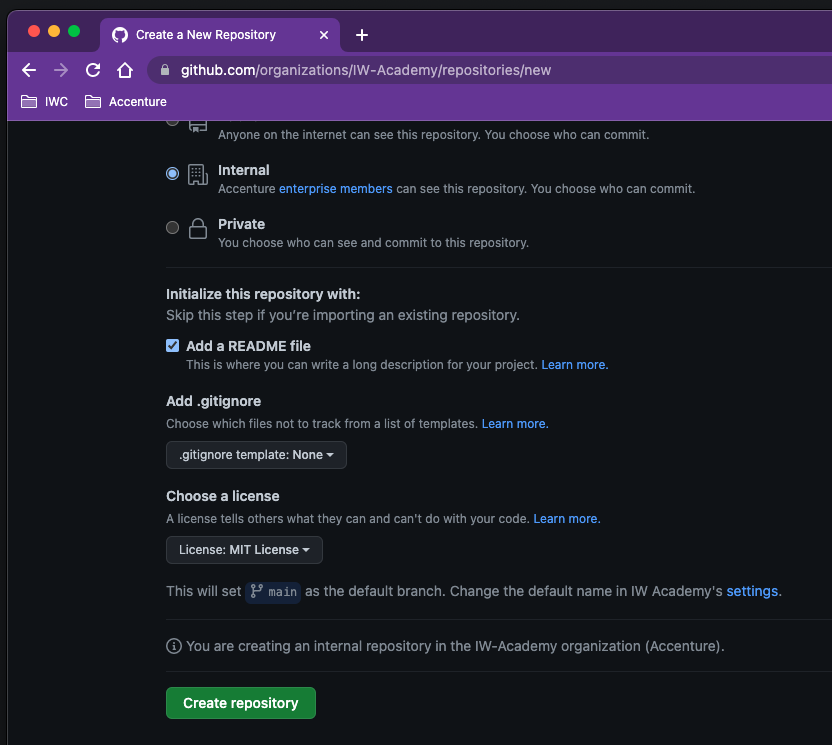 Create a New Repository
github.com/organizations/IW-Academy/repositories/new
IWC Accenture
Anyone on the internet can see this repository. You choose who can commit.
Internal
Accenture enterprise members can see this repository. You choose who can commit.
Private
You choose who can see and commit to this repository.
Initialize this repository with:
Skip this step if you’re importing an existing repository.
Add a README file
This is where you can write a long description for your project. Learn more.
Add .gitignore
Choose which files not to track from a list of templates. Learn more.
.gitignore template: None
Choose a license
A license tells others what they can and can't do with your code. Learn more.
License: MIT License
This will set main as the default branch. Change the default name in IW Academy's settings.
You are creating an internal repository in the IW-Academy organization (Accenture).
Create repository